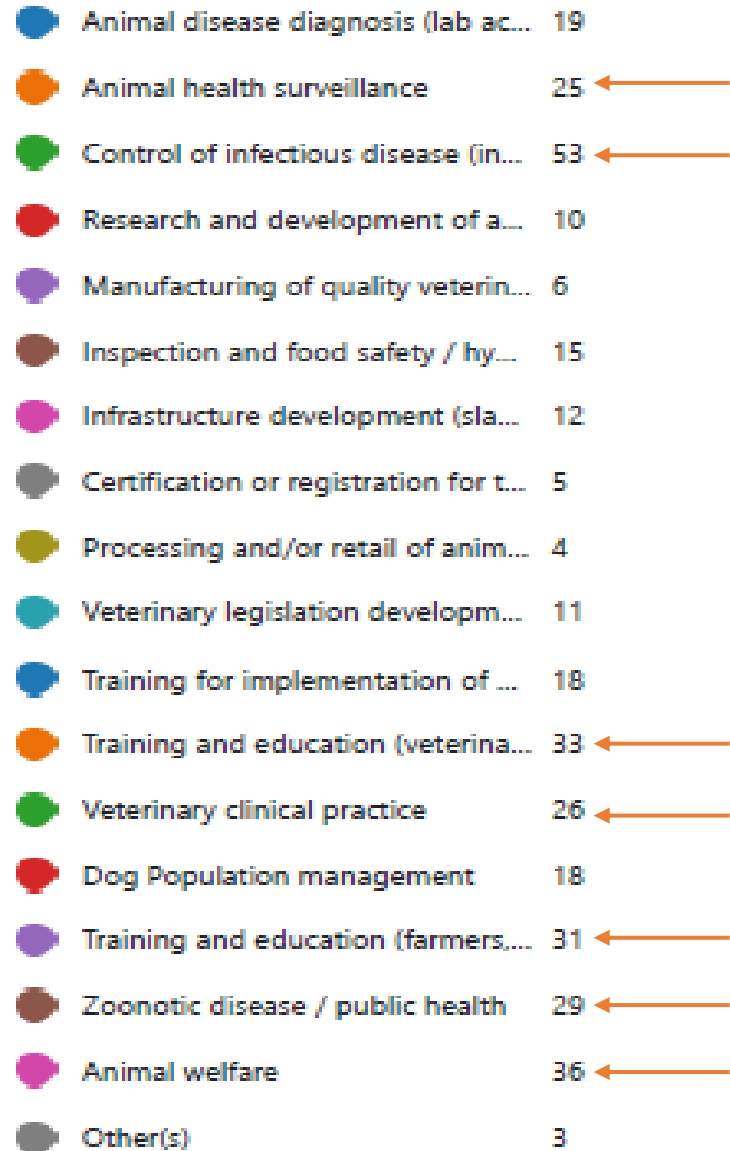 Animal disease diagnosis (lab ac... 19
Animal health surveillance 25
Control of infectious disease (in... 53
Research and development of a... 10
Manufacturing of quality veterin... 6
Inspection and food safety / hy... 15
Infrastructure development (sla... 12
Certification or registration for t... 5
Processing and/or retail of anim... 4
Veterinary legislation developm... 11
Training for implementation of ... 18
Training and education (veterina... 33
Veterinary clinical practice 26
Dog Population management 18
Training and education (farmers,... 31
Zoonotic disease / public health 29
Animal welfare 36
Other(s) 3